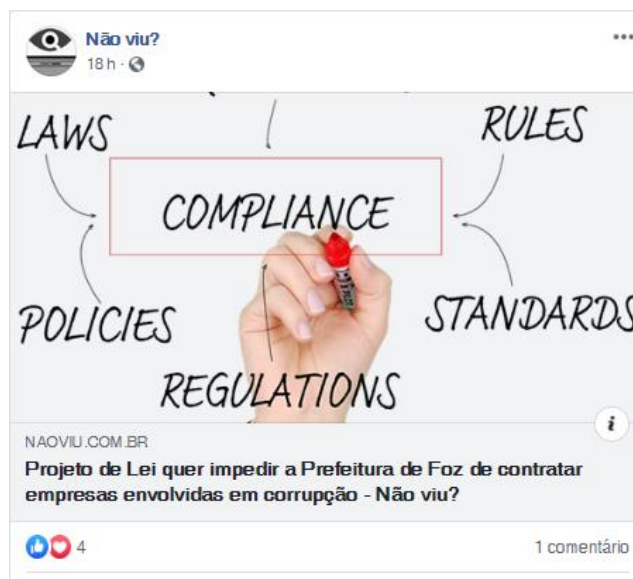 Não viu?
18 h ·
LAWS
RULES
COMPLIANCE
POLICIES
STANDARDS
REGULATIONS
NAOVIU.COM.BR
Projeto de Lei quer impedir a Prefeitura de Foz de contratar
empresas envolvidas em corrupção - Não viu?
4
1 comentário